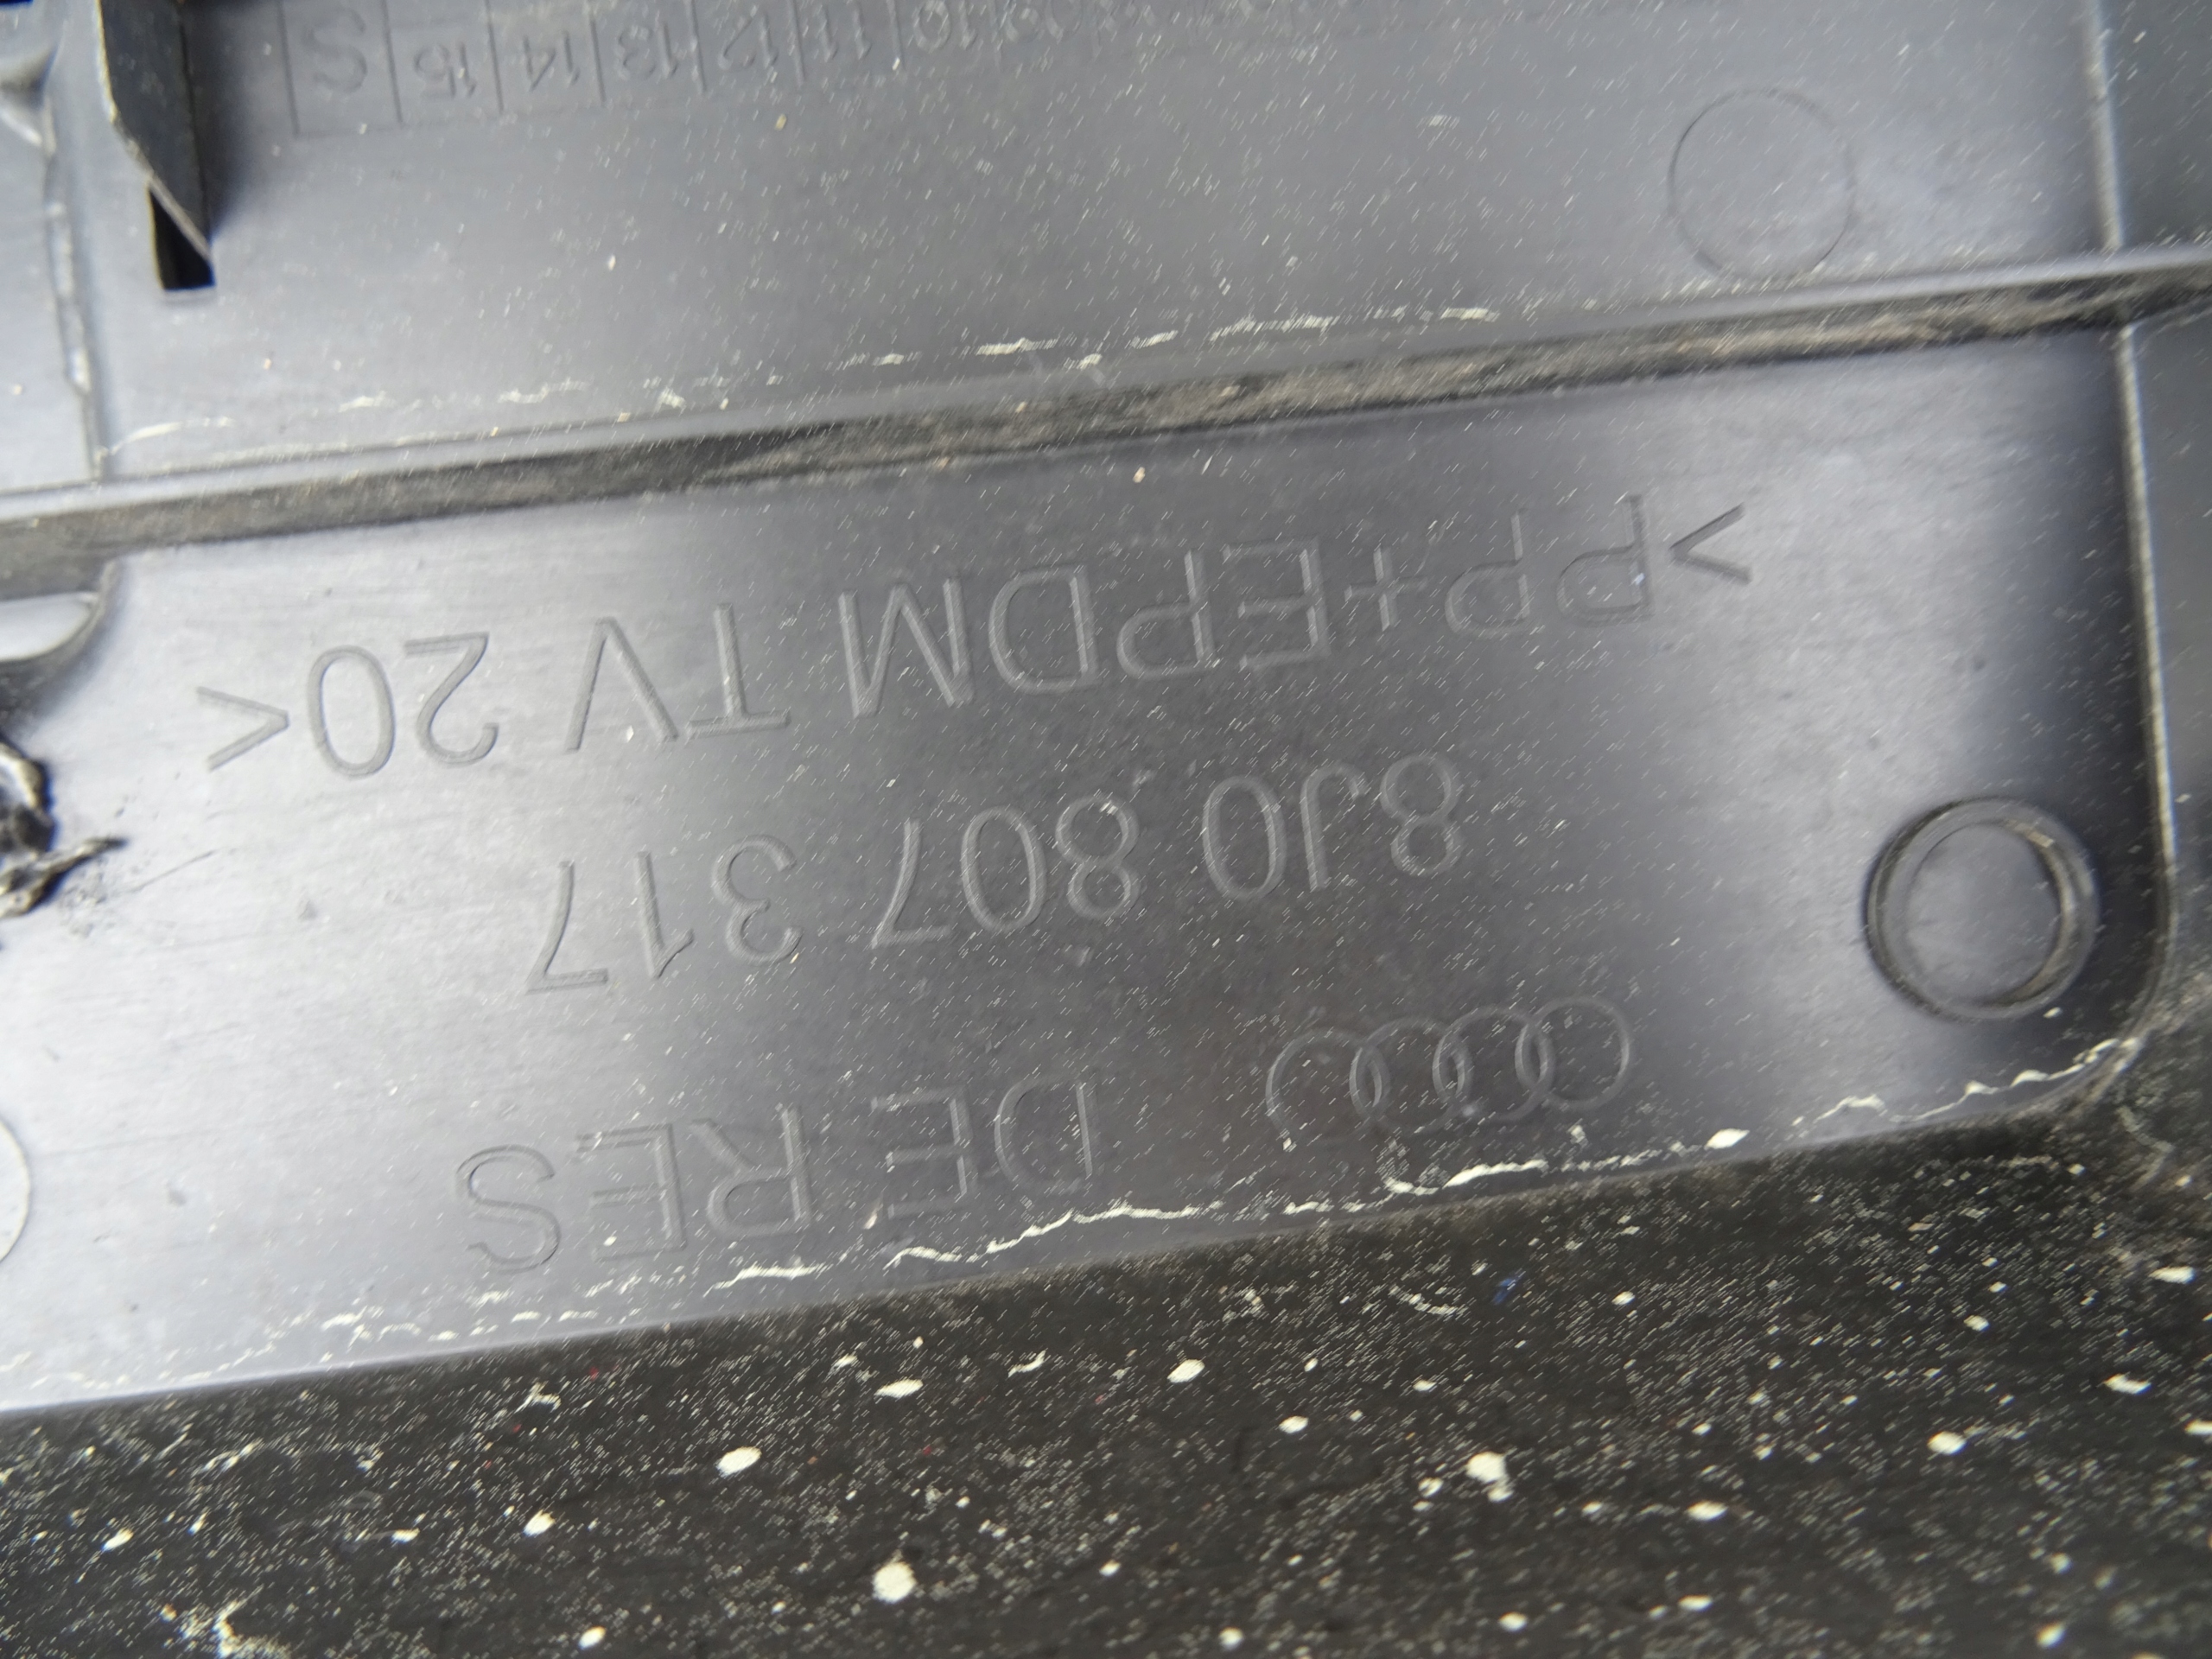 DE RES
8J0 807 317
>PP+EPDM TV 20<
10 11 12 13 14 15 S